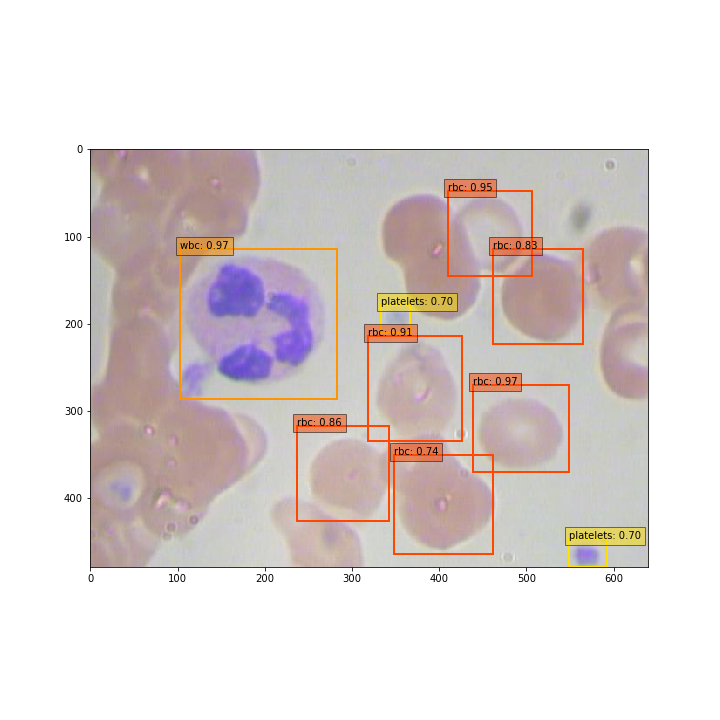 0
rbc: 0.95
100
wbc: 0.97
rbc: 0.83
200
platelets: 0.70
rbc: 0.91
300
rbc: 0.97
rbc: 0.86
400
rbc: 0.74
platelets: 0.70
0 100 200 300 400 500 600